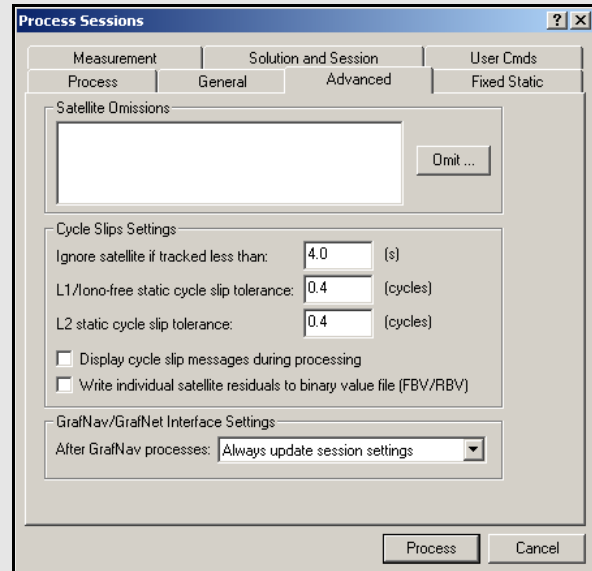 Process Sessions
Measurement Solution and Session User Cmds
Process General Advanced Fixed Static
Satellite Omissions
Omit ...
Cycle Slips Settings
Ignore satellite if tracked less than: 4.0 (s)
L1/Iono-free static cycle slip tolerance: 0.4 (cycles)
L2 static cycle slip tolerance: 0.4 (cycles)
Display cycle slip messages during processing
Write individual satellite residuals to binary value file (FBV/RBV)
GrafNav/GrafNet Interface Settings
After GrafNav processes: Always update session settings
Process Cancel